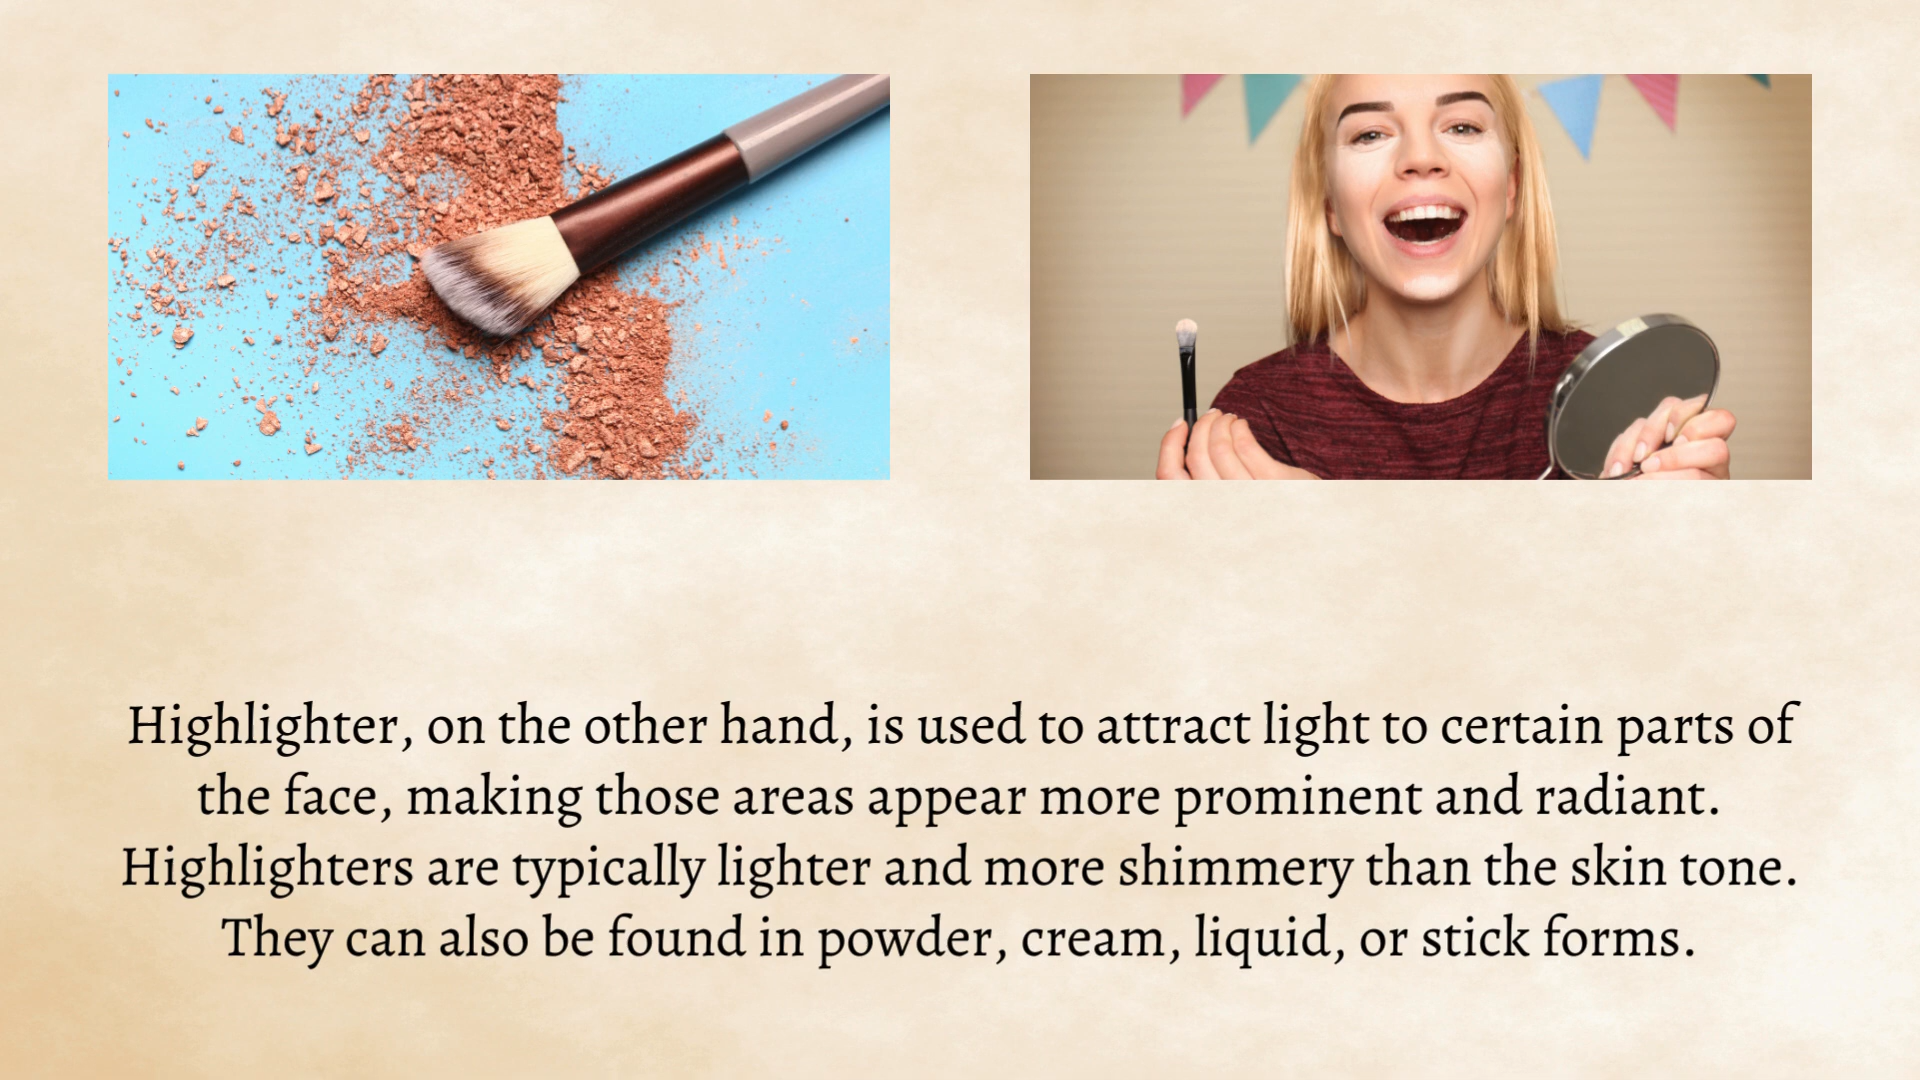 Highlighter, on the other hand, is used to attract light to certain parts of
the face, making those areas appear more prominent and radiant.
Highlighters are typically lighter and more shimmery than the skin tone.
They can also be found in powder, cream, liquid, or stick forms.